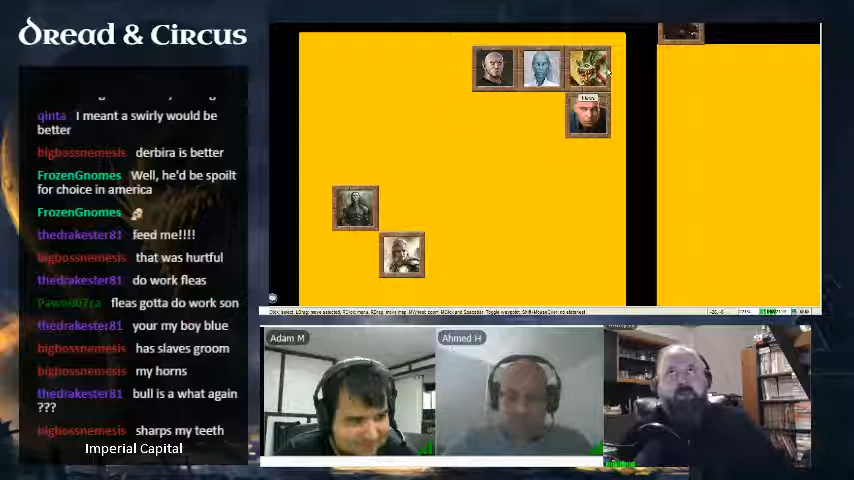 Dread & Circus
qinta I meant a swirly would be
better
bigbossnemesis derbira is better
FrozenGnomes Well, he'd be spoilt
for choice in america
FrozenGnomes
thedrakester81 feed me!!!!
bigbossnemesis that was hurtful
thedrakester81 do work fleas
fleas gotta do work son
thedrakester81 your my boy blue
bigbossnemesis has slaves groom
bigbossnemesis my horns
thedrakester81 bull is a what again
???
bigbossnemesis sharps my teeth
Imperial Capital
Adam M
Ahmed H